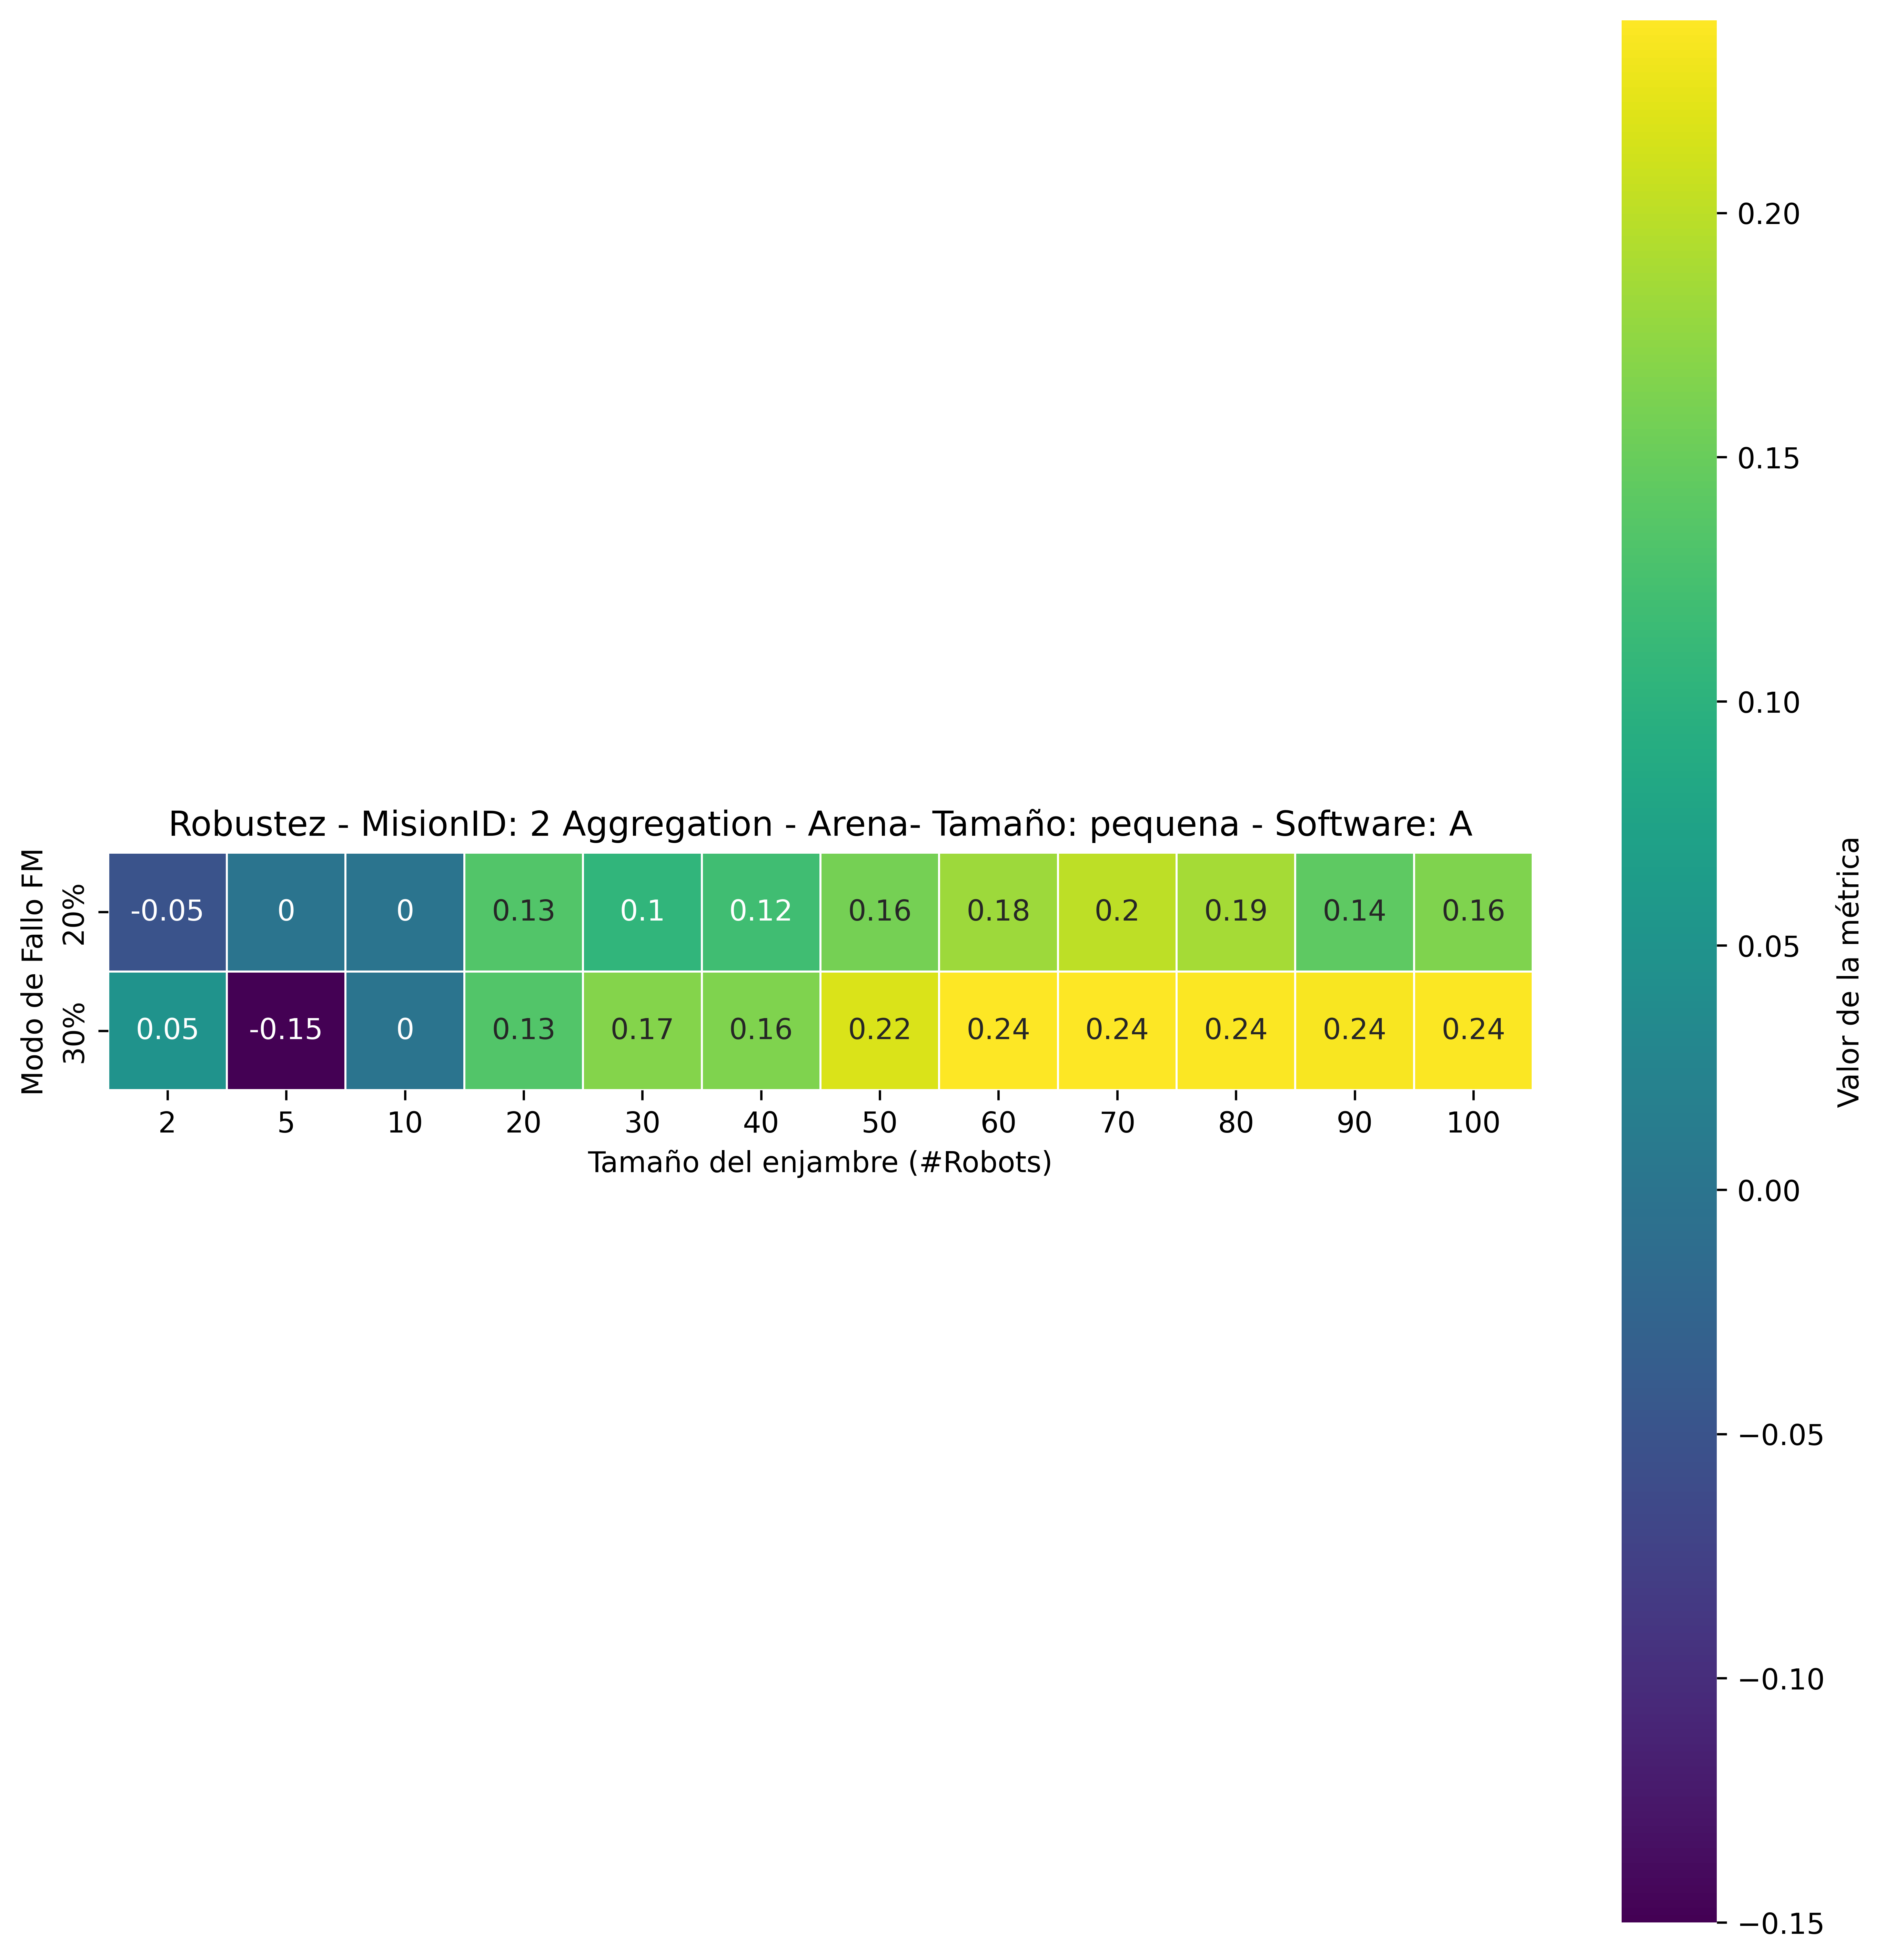 Robustez - MisionID: 2 Aggregation - Arena- Tamaño: pequena - Software: A
Modo de Fallo FM
20%
-0.05 0 0 0.13 0.1 0.12 0.16 0.18 0.2 0.19 0.14 0.16
30%
0.05 -0.15 0 0.13 0.17 0.16 0.22 0.24 0.24 0.24 0.24 0.24
2 5 10 20 30 40 50 60 70 80 90 100
Tamaño del enjambre (#Robots)
0.20
0.15
0.10
0.05
0.00
−0.05
−0.10
−0.15
Valor de la métrica